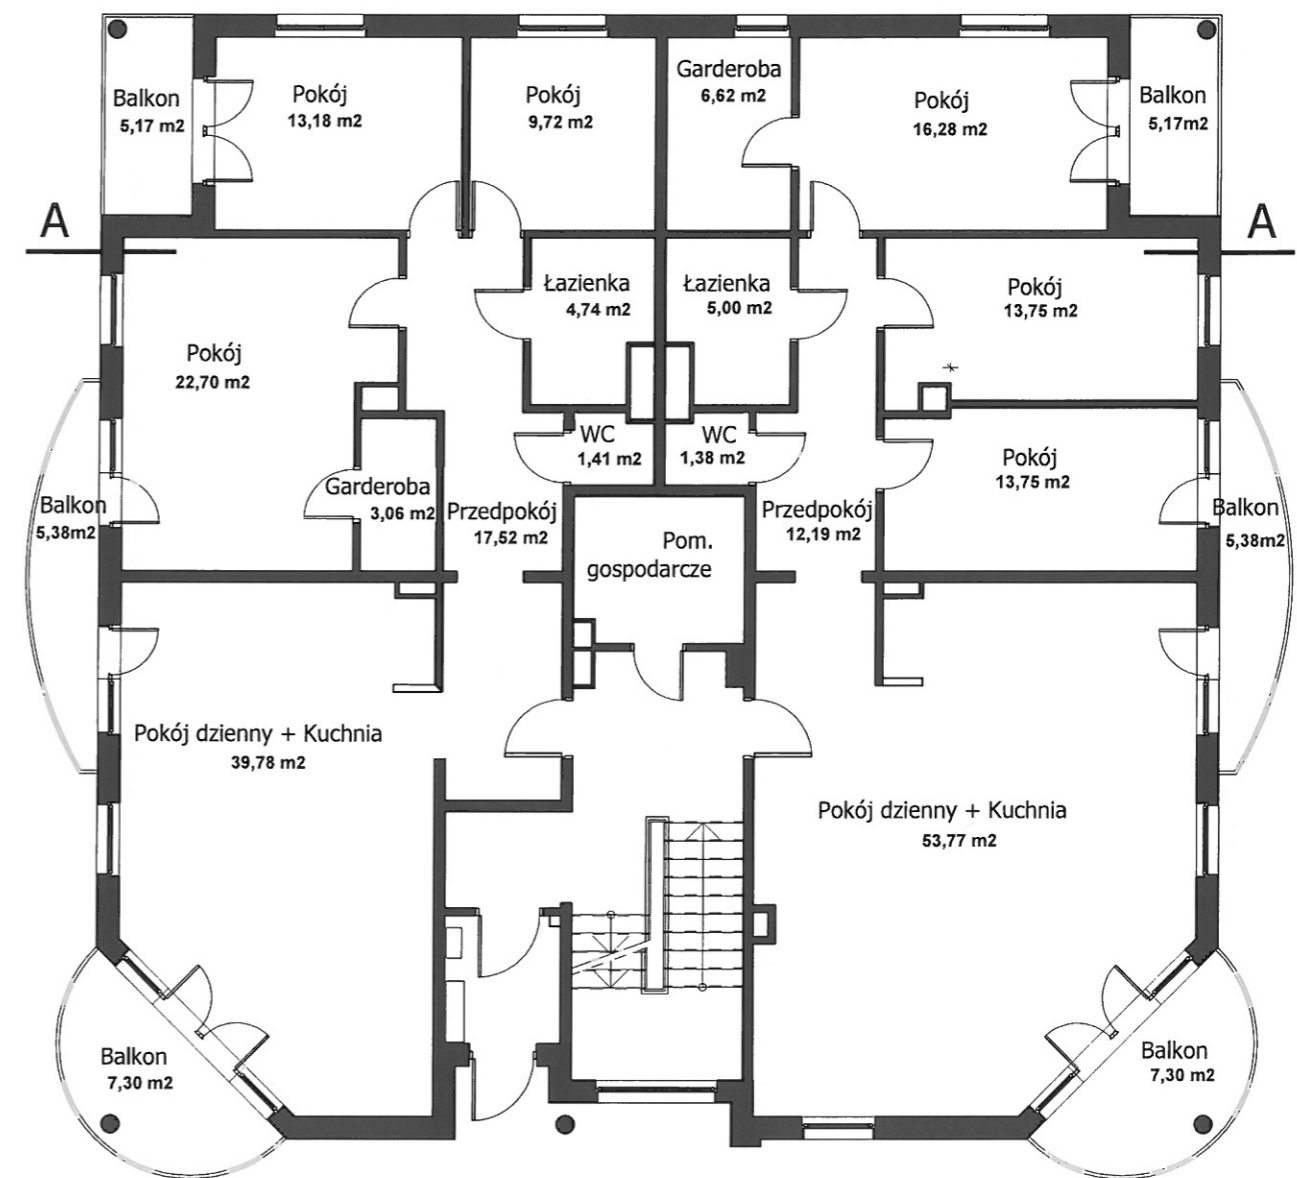 Balkon
5,17 m2
Pokój
13,18 m2
Pokój
9,72 m2
Garderoba
6,62 m2
Pokój
16,28 m2
Balkon
5,17m2
A
A
Łazienka
4,74 m2
Łazienka
5,00 m2
Pokój
13,75 m2
Pokój
22,70 m2
WC
1,41 m2
WC
1,38 m2
Pokój
13,75 m2
Garderoba
3,06 m2
Balkon
5,38m2
Przedpokój
17,52 m2
Przedpokój
12,19 m2
Balkon
5,38m2
Pom.
gospodarcze
Pokój dzienny + Kuchnia
39,78 m2
Pokój dzienny + Kuchnia
53,77 m2
Balkon
7,30 m2
Balkon
7,30 m2